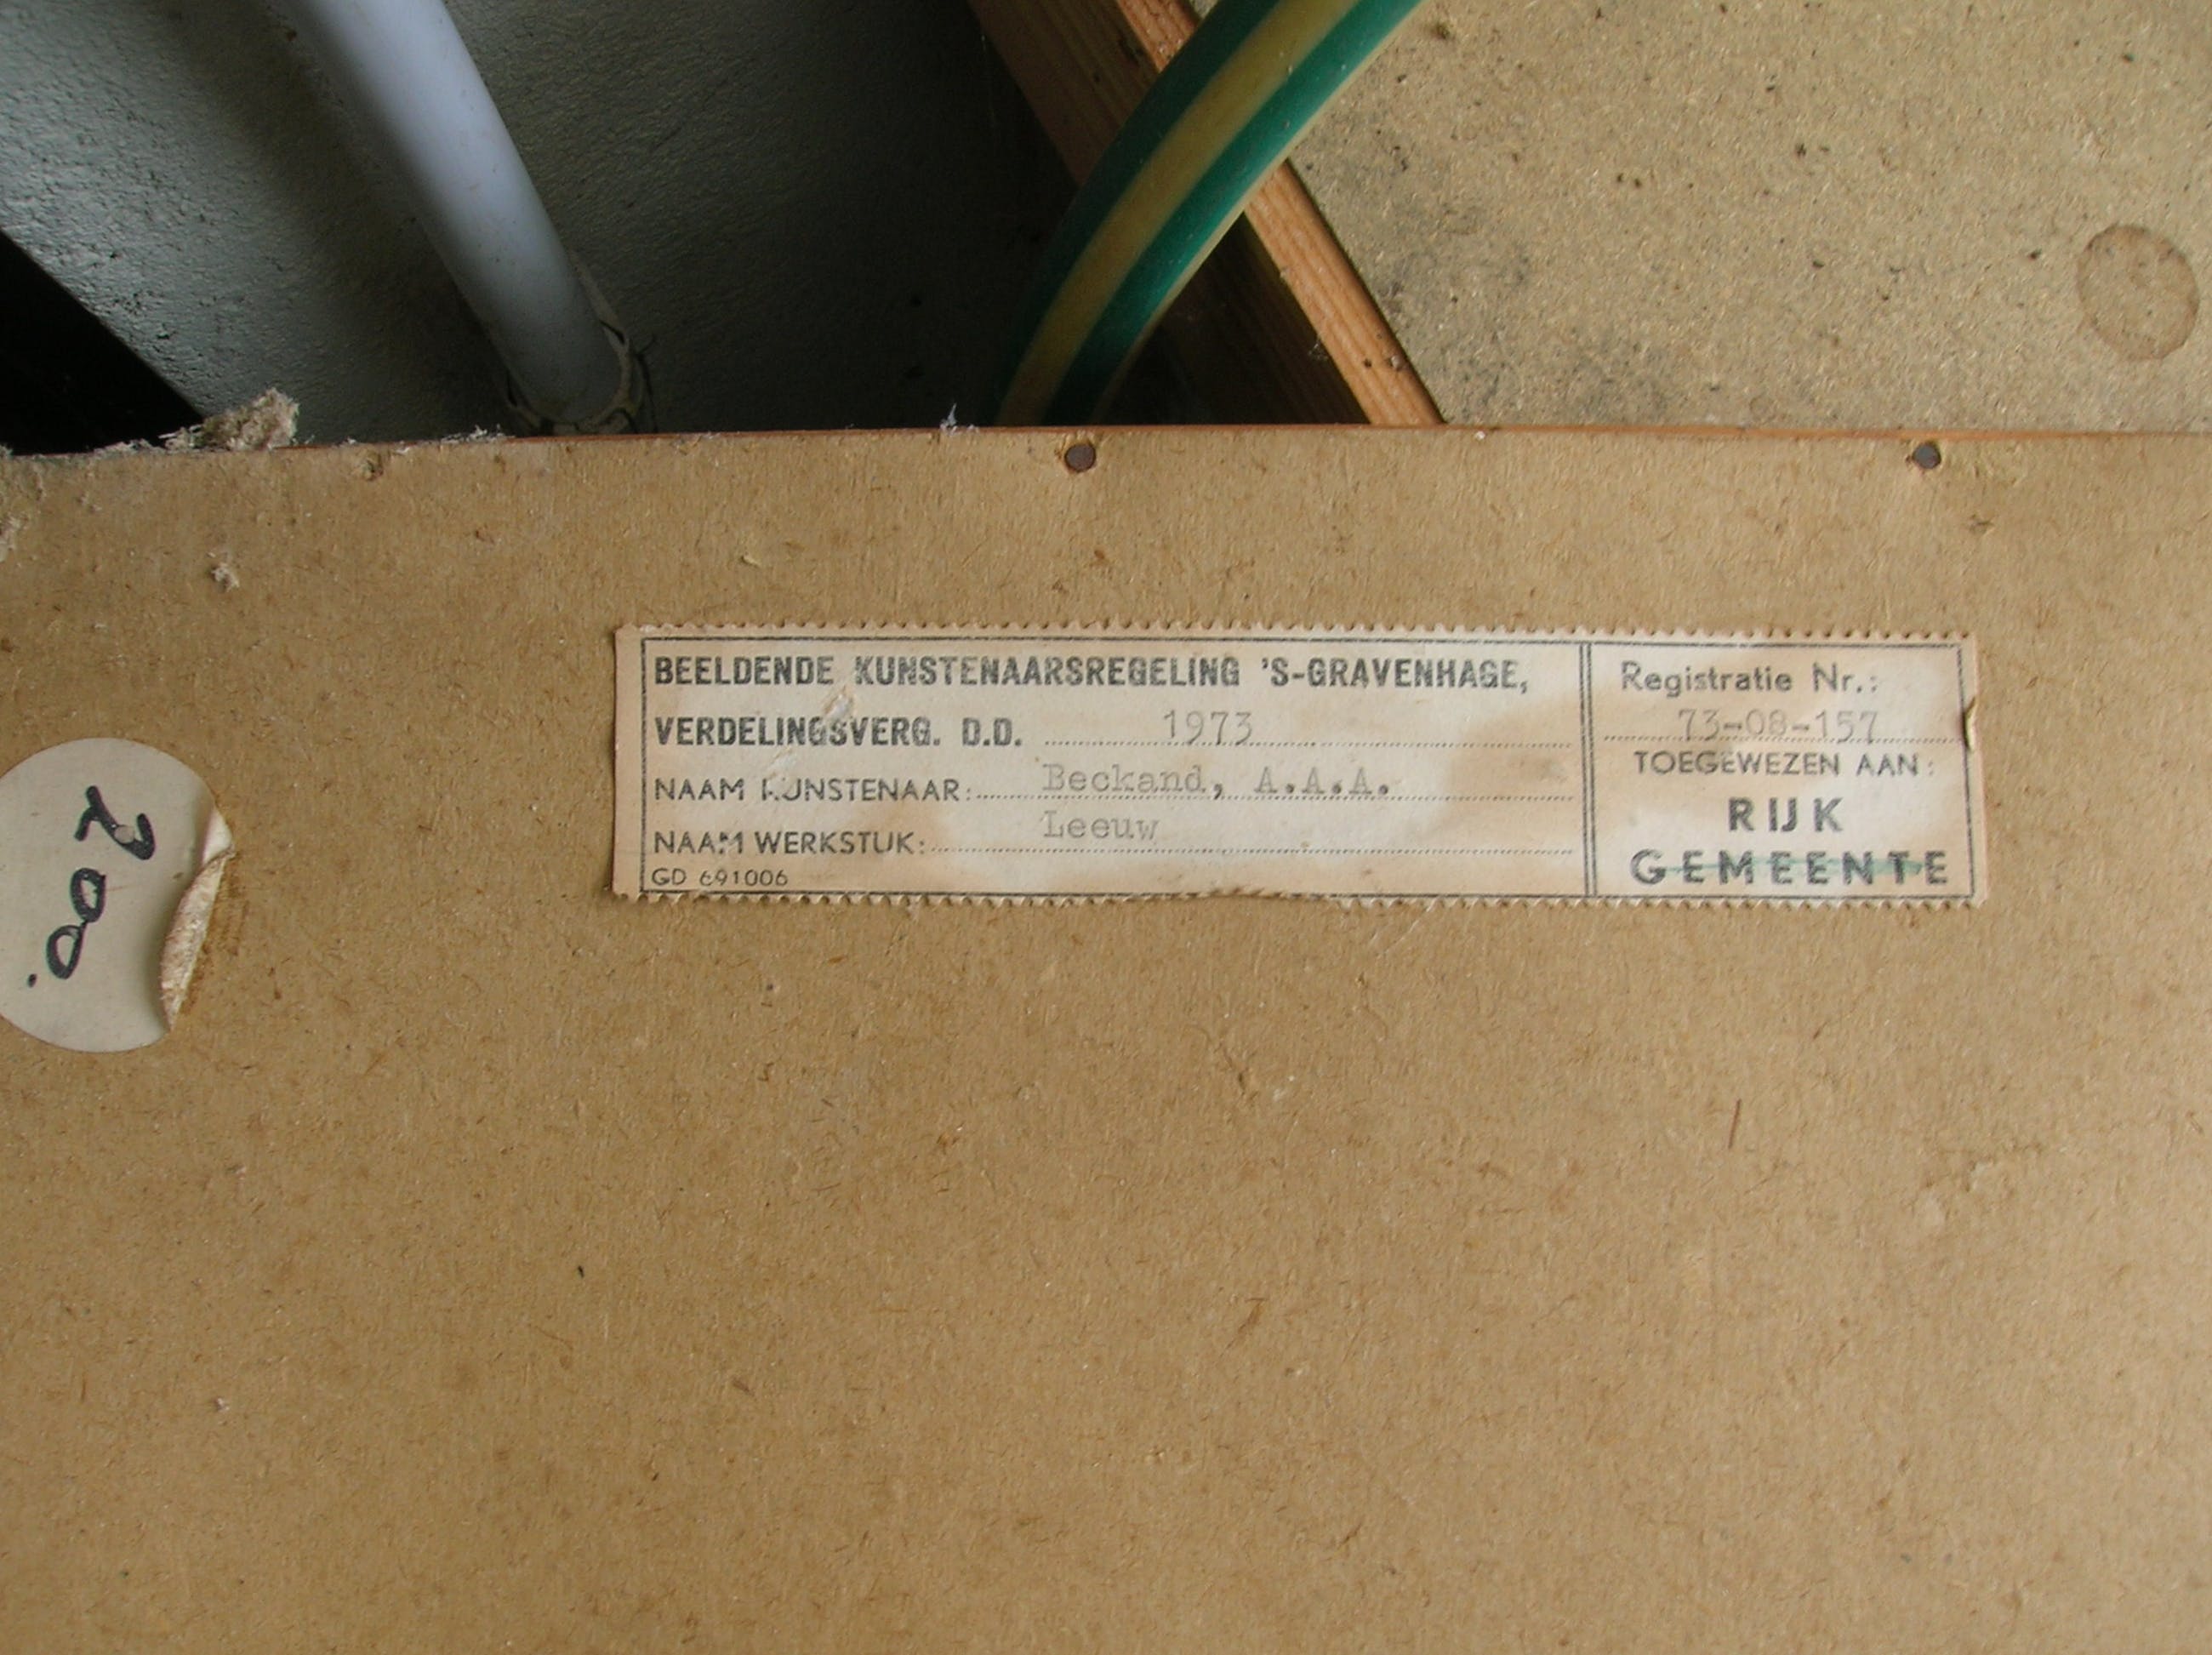 BEELDENDE KUNSTENAARSREGELING 'S-GRAVENHAGE,
VERDELINGSVERG. D.D. 1973
NAAM KUNSTENAAR: Beckand, A.A.A.
NAAM WERKSTUK: Leeuw
GD 691006
Registratie Nr.:
73-08-157
TOEGEWEZEN AAN:
RIJK
GEMEENTE
200.